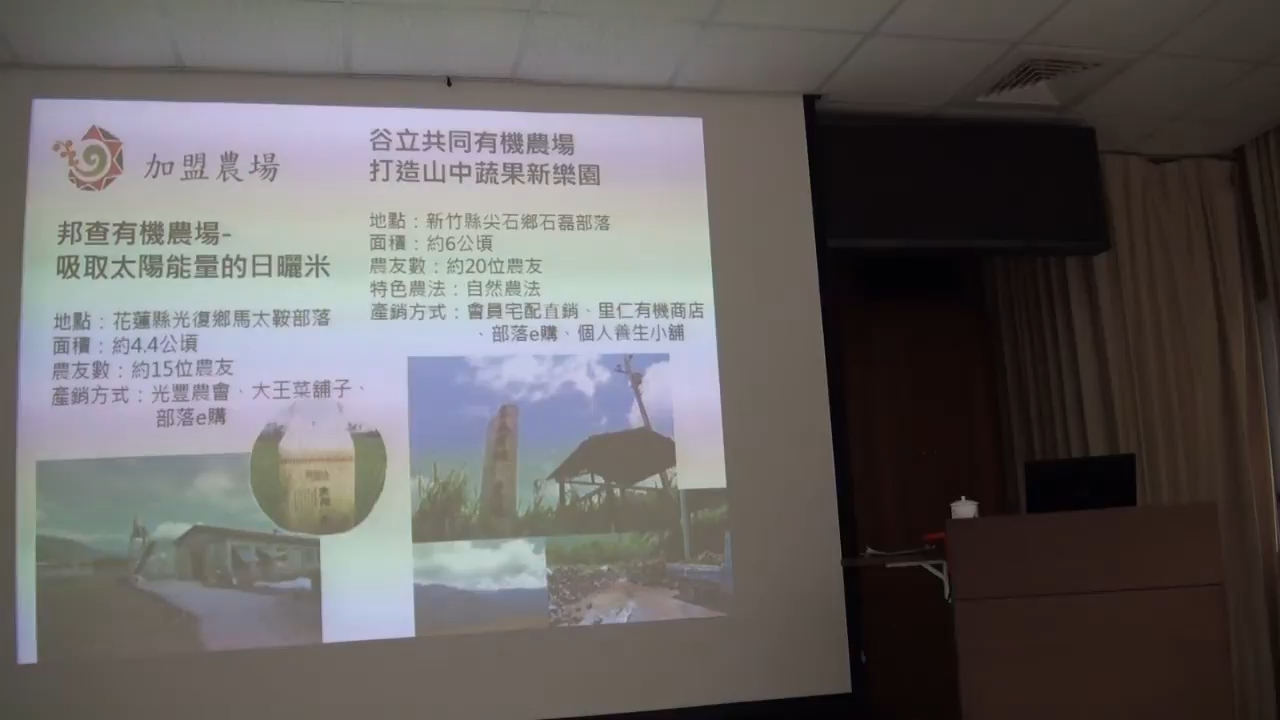 加盟農場
邦查有機農場-
吸取太陽能量的日曬米
地點：花蓮縣光復鄉馬太鞍部落
面積：約4.4公頃
農友數：約15位農友
產銷方式：光豐農會、大王菜舖子、
部落e購
谷立共同有機農場
打造山中蔬果新樂園
地點：新竹縣尖石鄉石磊部落
面積：約6公頃
農友數：約20位農友
特色農法：自然農法
產銷方式：會員宅配直銷、里仁有機商店
、部落e購、個人養生小舖